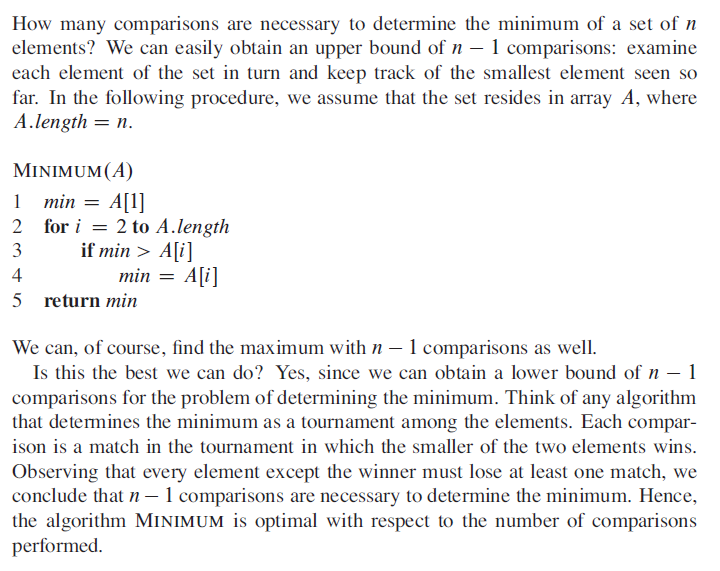 How many comparisons are necessary to determine the minimum of a set of n
elements? We can easily obtain an upper bound of n − 1 comparisons: examine
each element of the set in turn and keep track of the smallest element seen so
far. In the following procedure, we assume that the set resides in array A, where
A.length = n.
MINIMUM(A)
1 min = A[1]
2 for i = 2 to A.length
3 if min > A[i]
4 min = A[i]
5 return min
We can, of course, find the maximum with n − 1 comparisons as well.
Is this the best we can do? Yes, since we can obtain a lower bound of n − 1
comparisons for the problem of determining the minimum. Think of any algorithm
that determines the minimum as a tournament among the elements. Each compar-
ison is a match in the tournament in which the smaller of the two elements wins.
Observing that every element except the winner must lose at least one match, we
conclude that n − 1 comparisons are necessary to determine the minimum. Hence,
the algorithm MINIMUM is optimal with respect to the number of comparisons
performed.